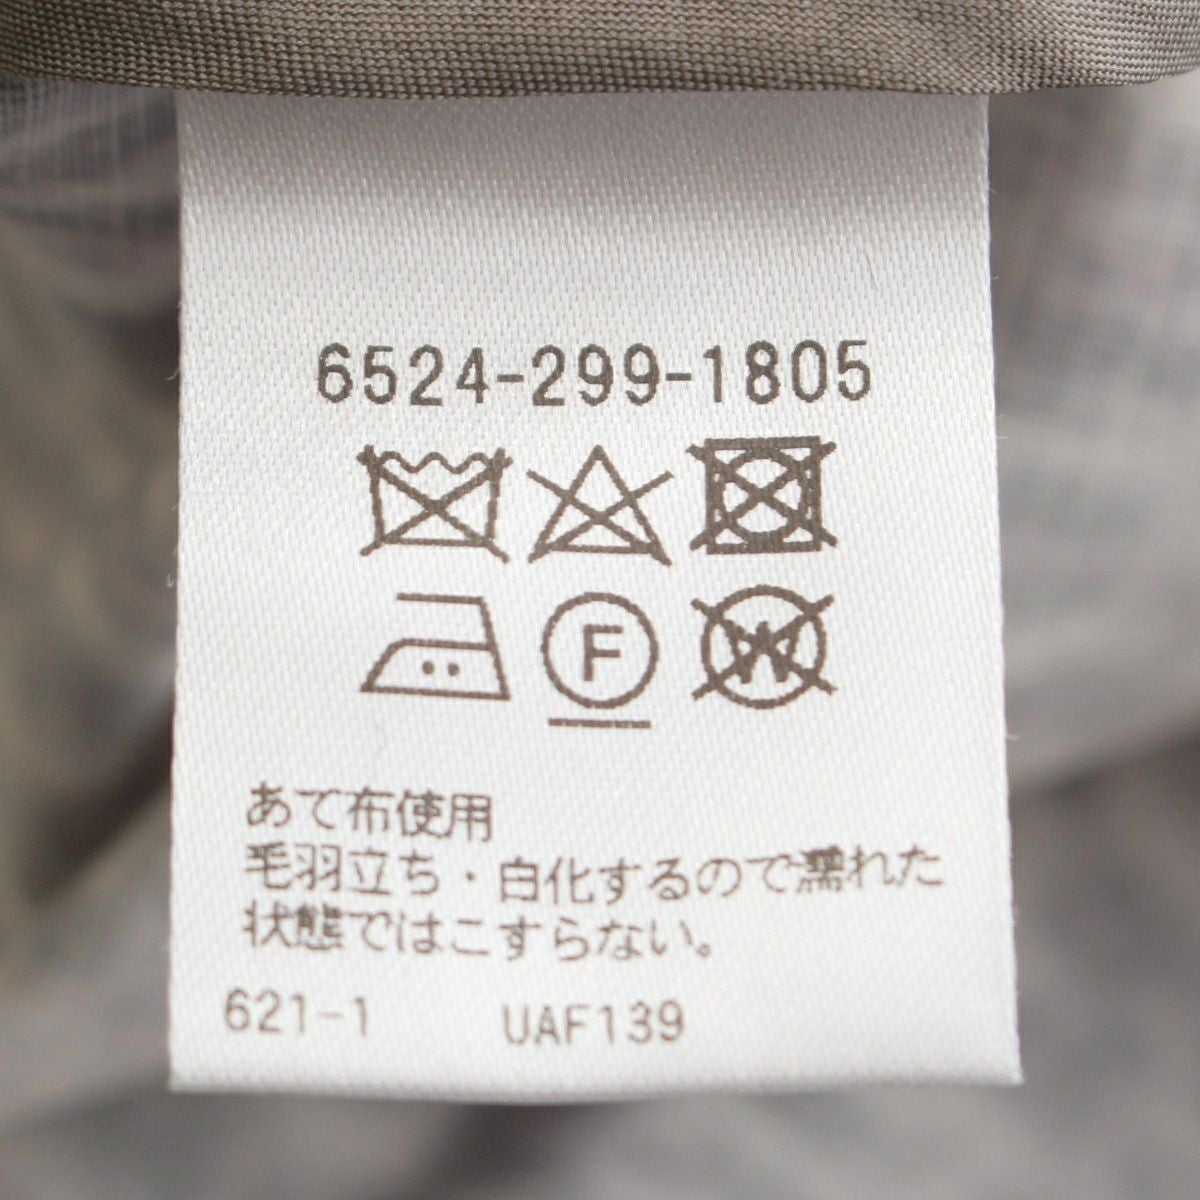 6524-299-1805
F
W
あて布使用
毛羽立ち・白化するので濡れた
状態ではこすらない。
621-1 UAF139